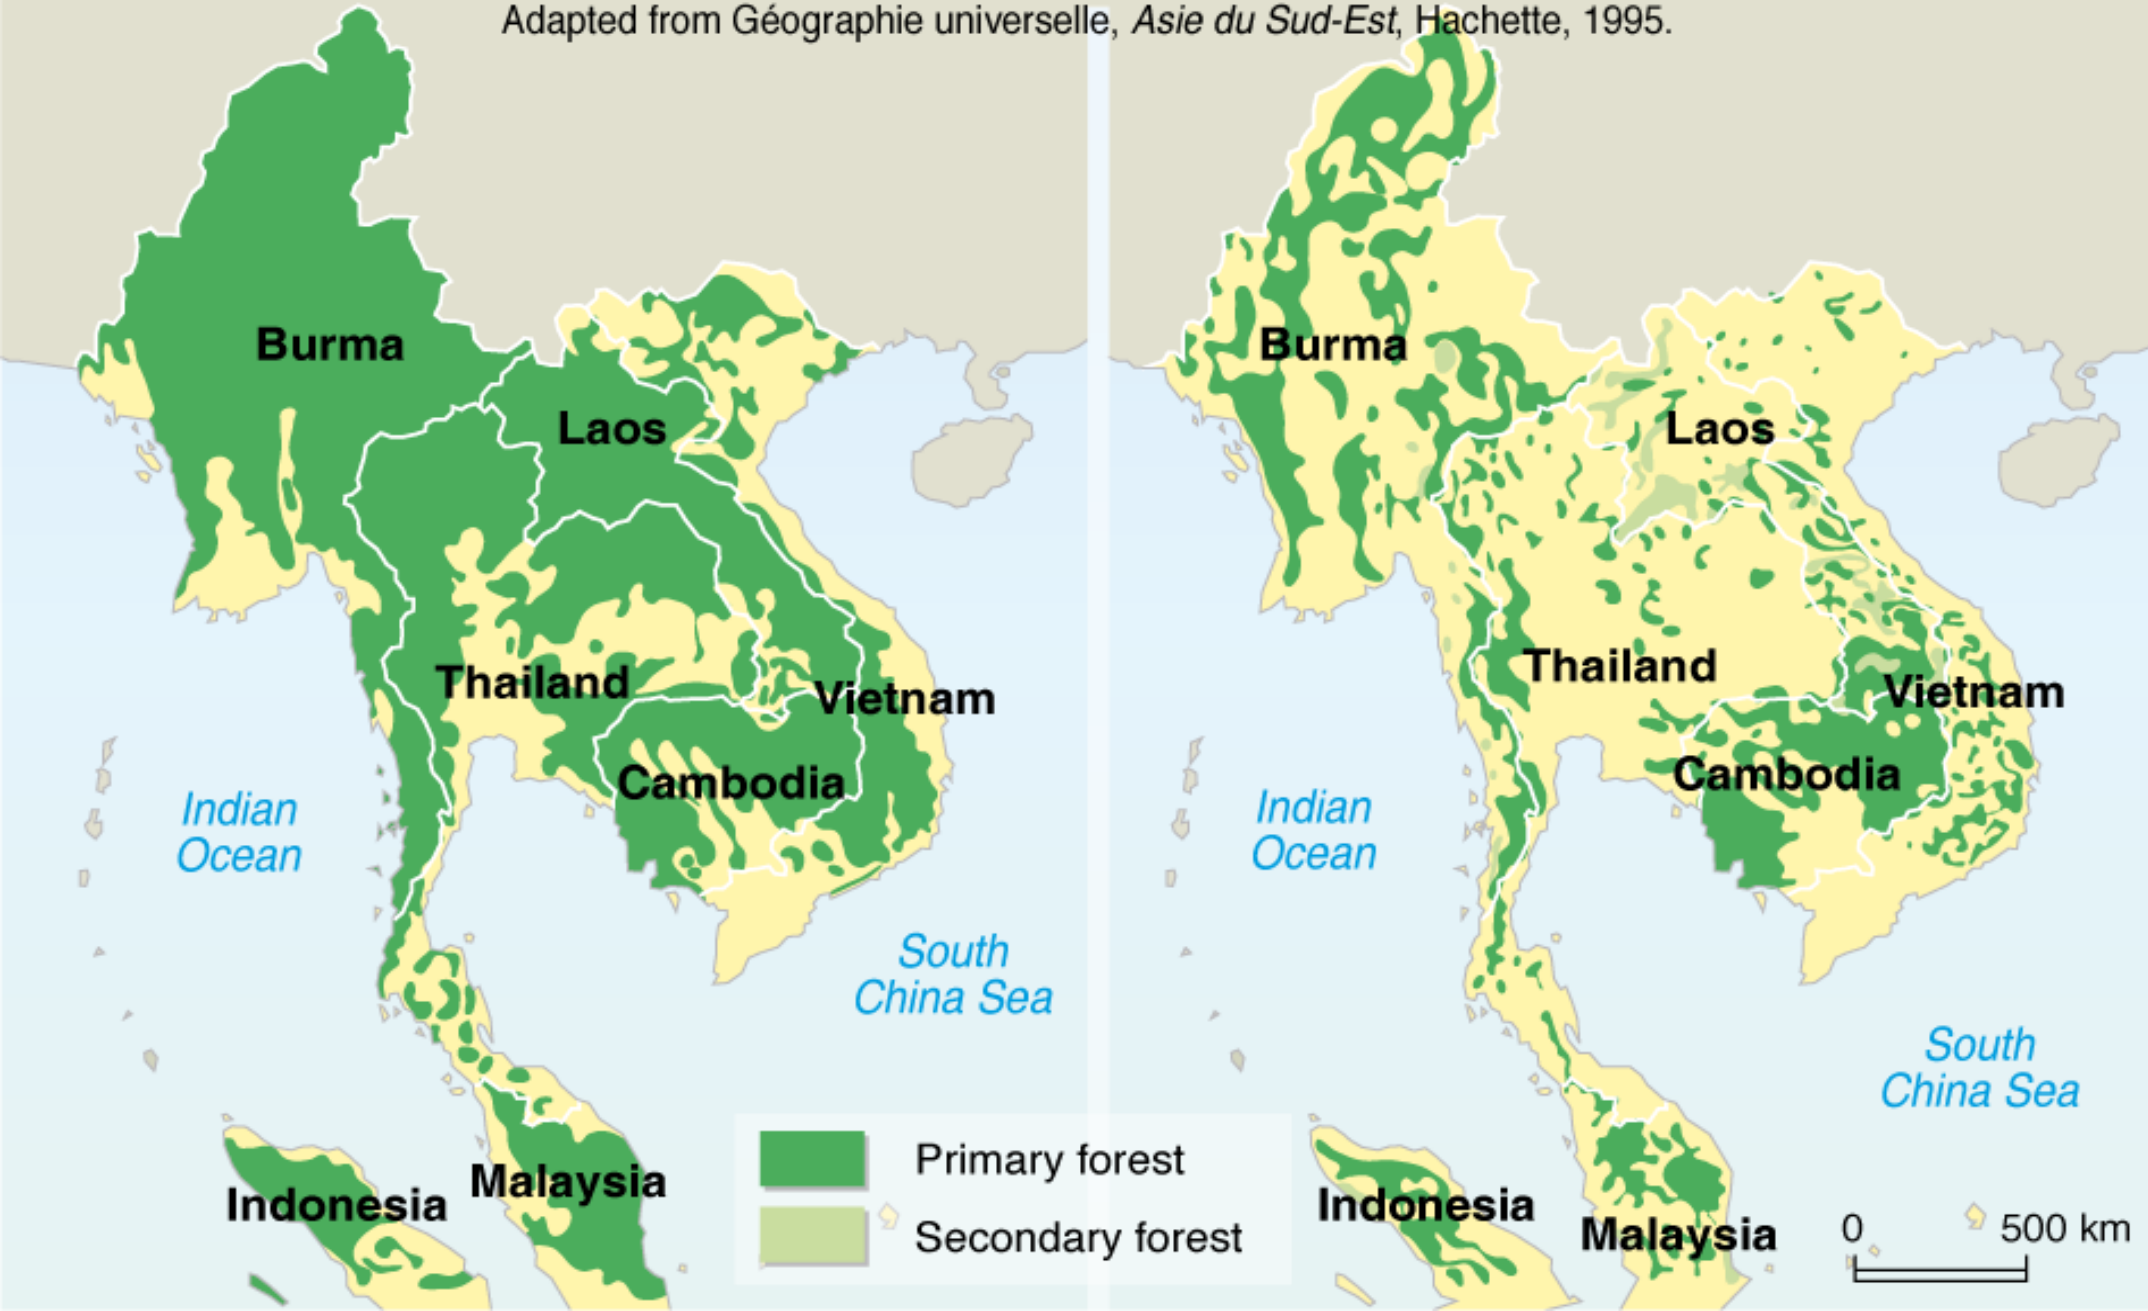 Adapted from Géographie universelle, Asie du Sud-Est, Hachette, 1995.
Burma
Laos
Thailand
Vietnam
Cambodia
Indian
Ocean
South
China Sea
Malaysia
Indonesia
Burma
Laos
Thailand
Vietnam
Cambodia
Indian
Ocean
South
China Sea
Indonesia
Malaysia
Primary forest
Secondary forest
0 500 km